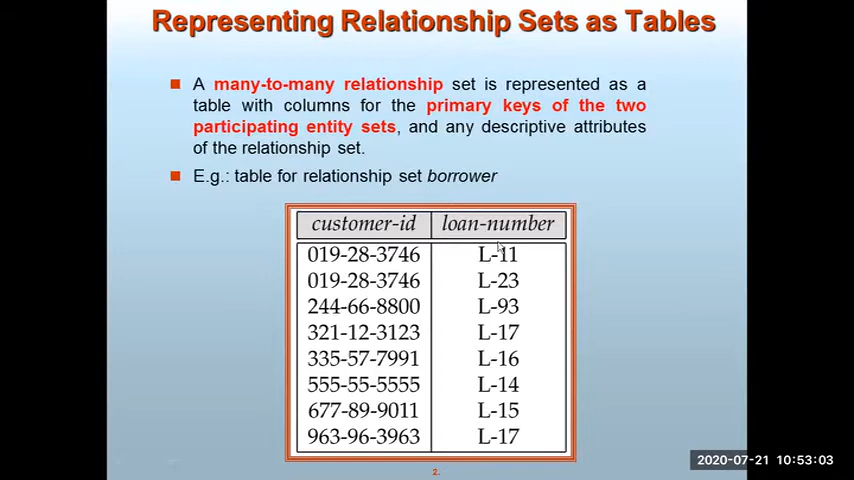 Representing Relationship Sets as Tables
A many-to-many relationship set is represented as a
table with columns for the primary keys of the two
participating entity sets, and any descriptive attributes
of the relationship set.
E.g.: table for relationship set borrower
customer-id loan-number
019-28-3746 L-11
019-28-3746 L-23
244-66-8800 L-93
321-12-3123 L-17
335-57-7991 L-16
555-55-5555 L-14
677-89-9011 L-15
963-96-3963 L-17
2.
2020-07-21 10:53:03